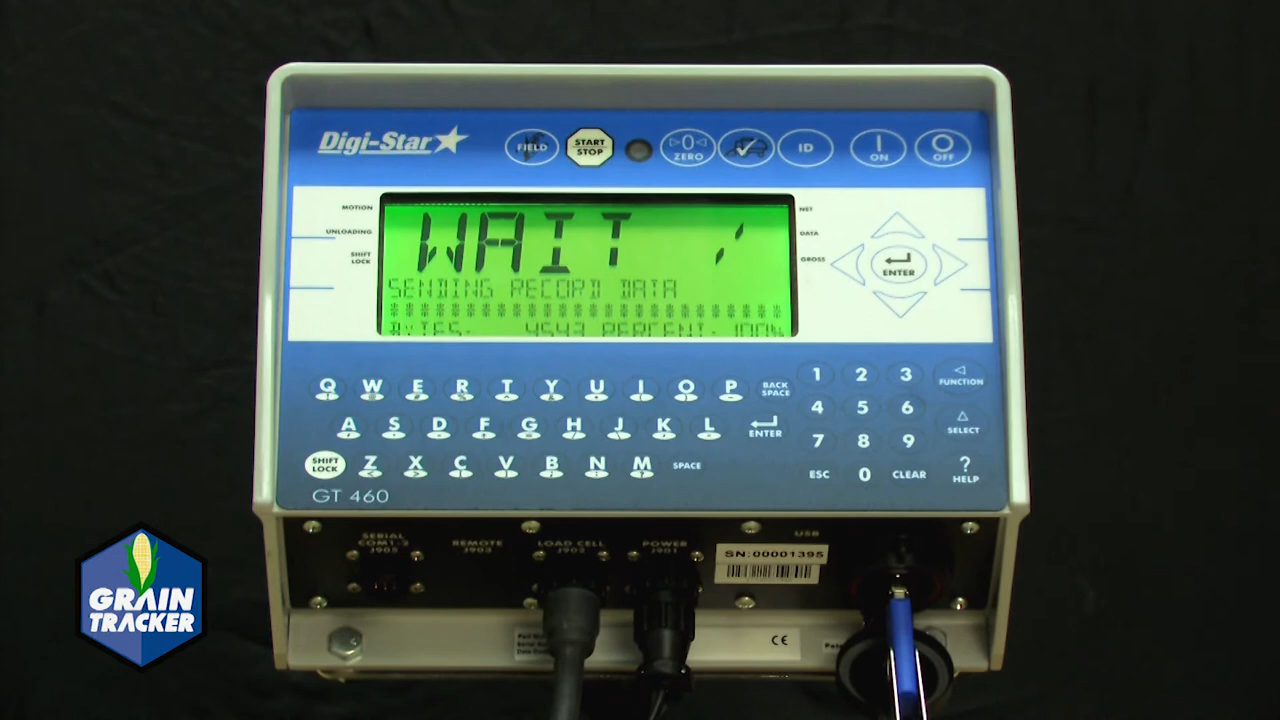 Digi-Star
FIELD
START STOP
0 ZERO
ID
ON
OFF
MOTION
UNLOADING
SHIFT LOCK
NET
DATA
GROSS
WAIT
SENDING RECORD DATA
BYTES: 4543 PERCENT: 100%
ENTER
Q W E R T Y U I O P BACK SPACE
A S D F G H J K L ENTER
SHIFT LOCK Z X C V B N M SPACE
1 2 3 FUNCTION
4 5 6 SELECT
7 8 9
ESC 0 CLEAR ? HELP
GT 460
SERIAL COM1-2 J905
REMOTE J903
LOAD CELL J902
POWER J901
USB
SN:00001395
CE
GRAIN
TRACKER